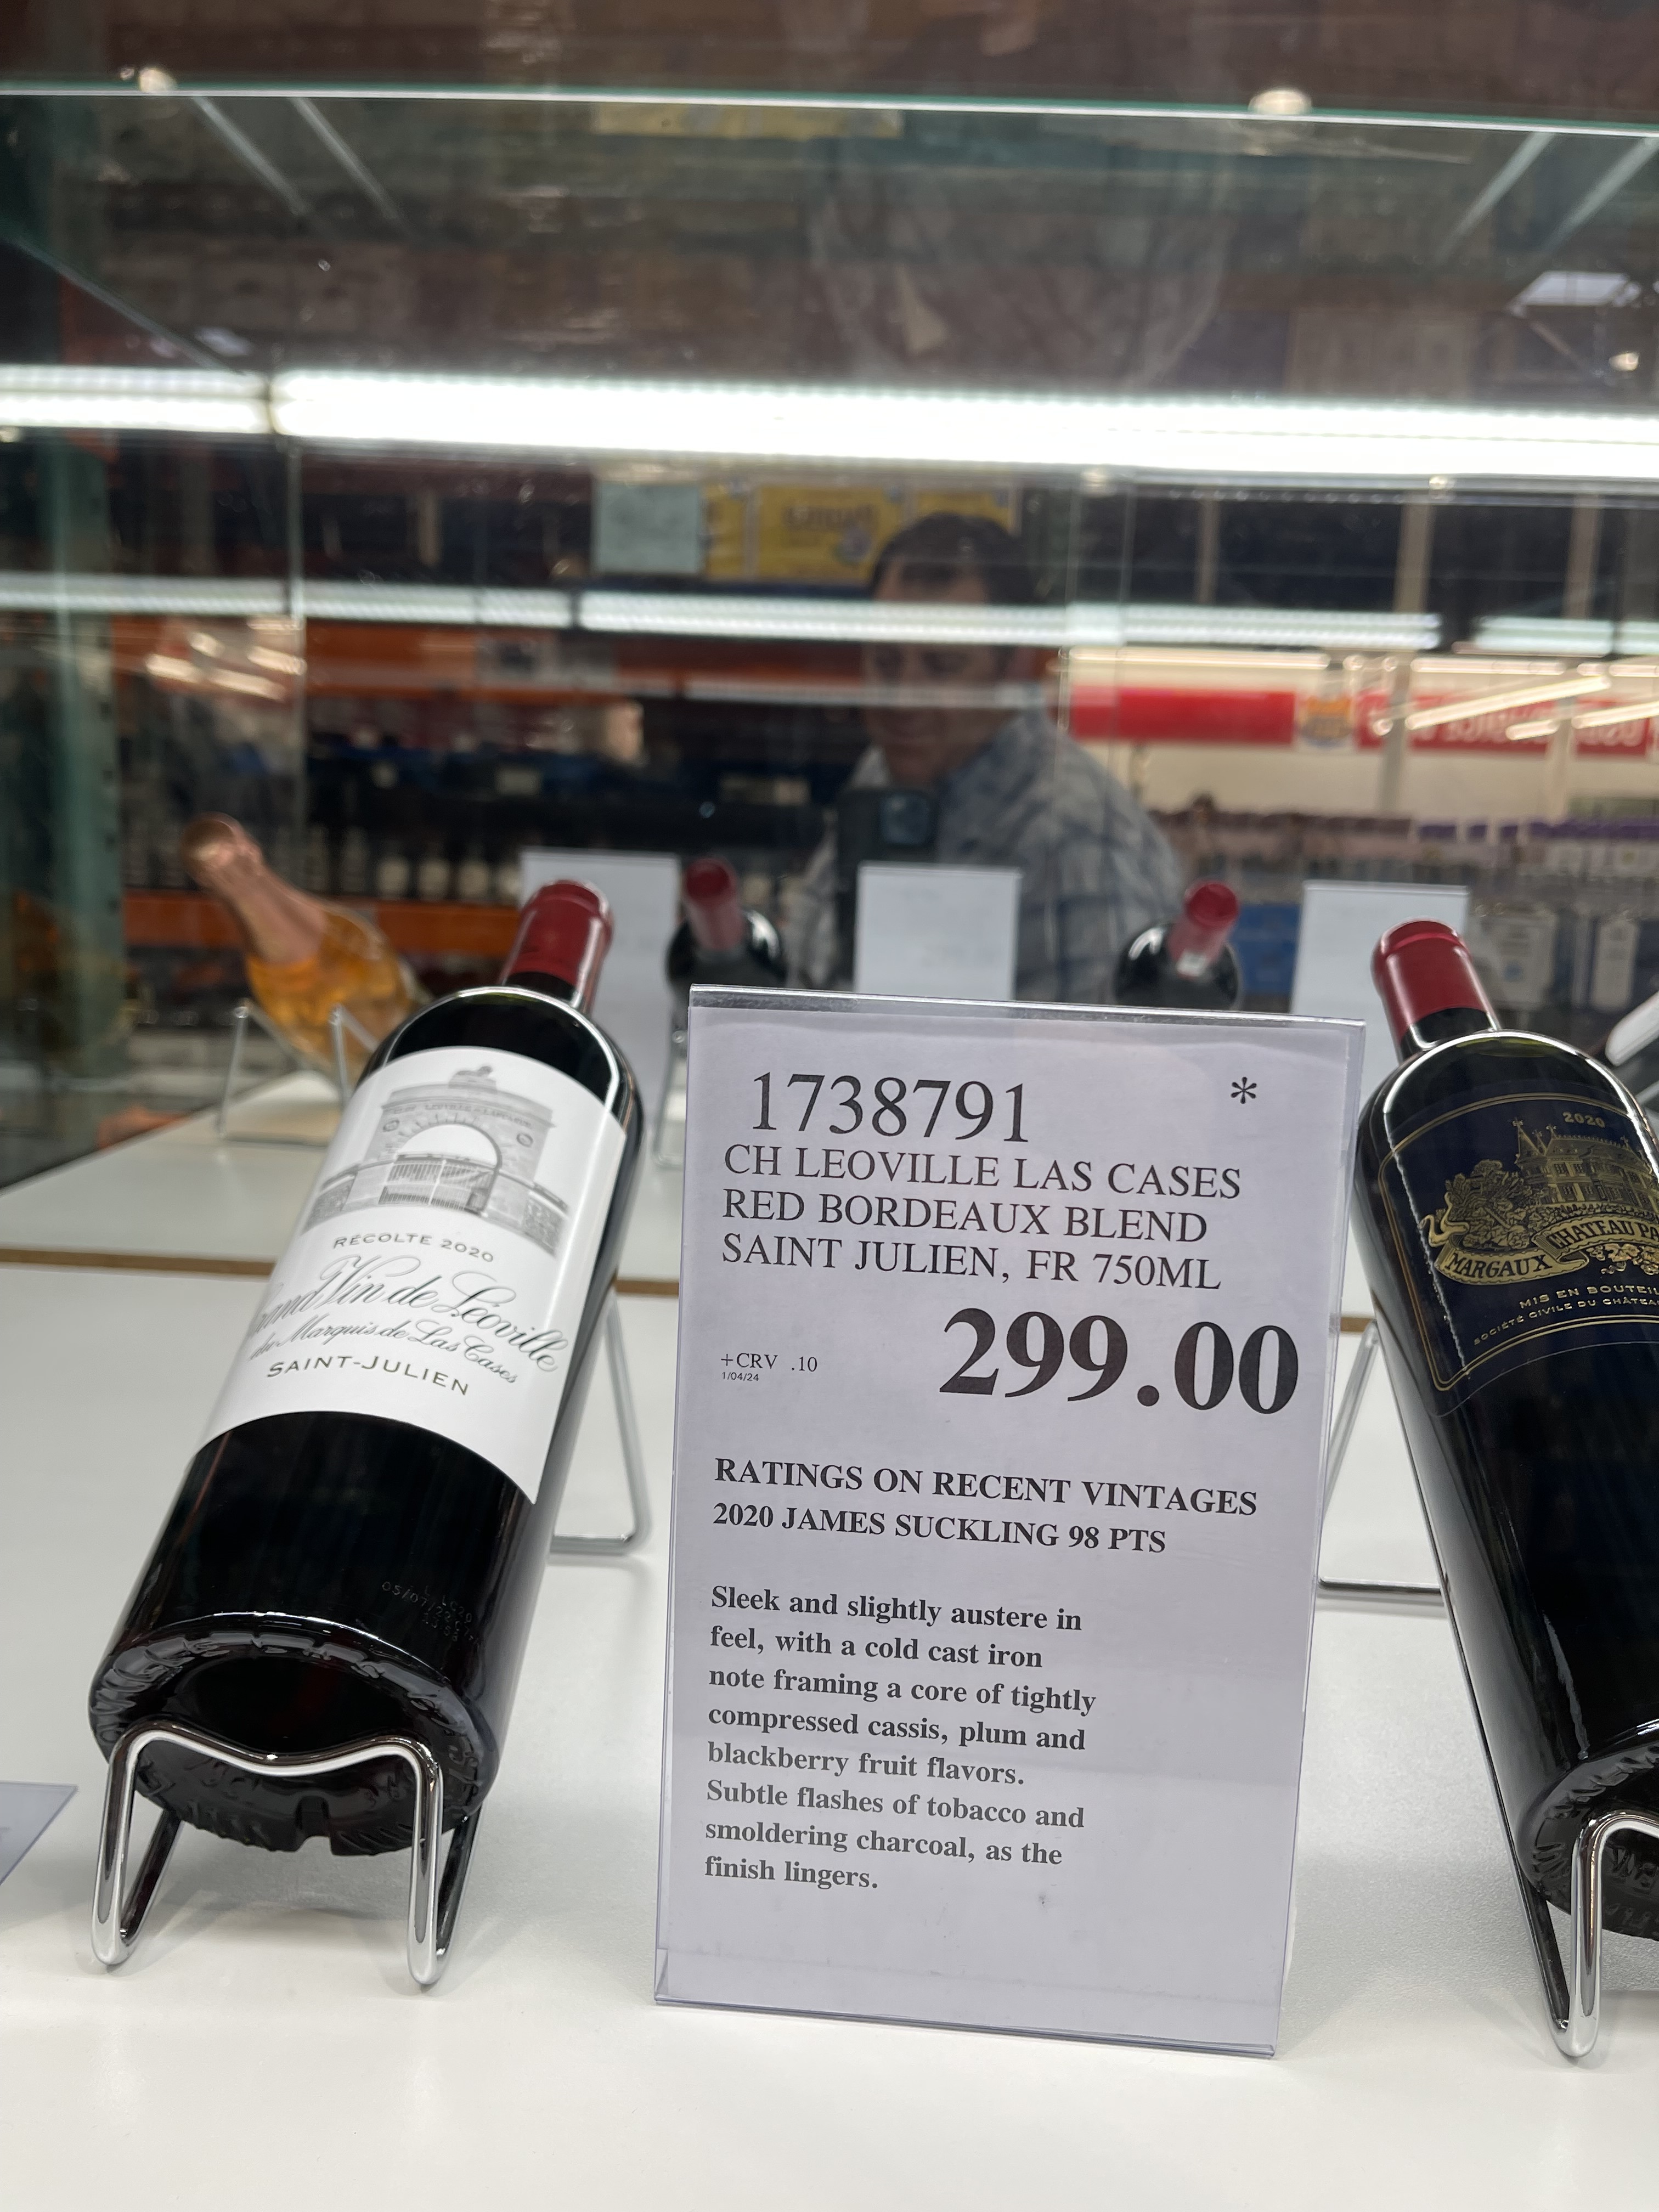 1738791 *
CH LEOVILLE LAS CASES
RED BORDEAUX BLEND
SAINT JULIEN, FR 750ML
299.00
+CRV .10
1/04/24
RATINGS ON RECENT VINTAGES
2020 JAMES SUCKLING 98 PTS
Sleek and slightly austere in
feel, with a cold cast iron
note framing a core of tightly
compressed cassis, plum and
blackberry fruit flavors.
Subtle flashes of tobacco and
smoldering charcoal, as the
finish lingers.
RÉCOLTE 2020
Vin de Léoville
du Marquis de Las Cases
SAINT-JULIEN
2020
CHATEAU
MARGAUX
MIS EN
SOCIÉTÉ CIVILE DU